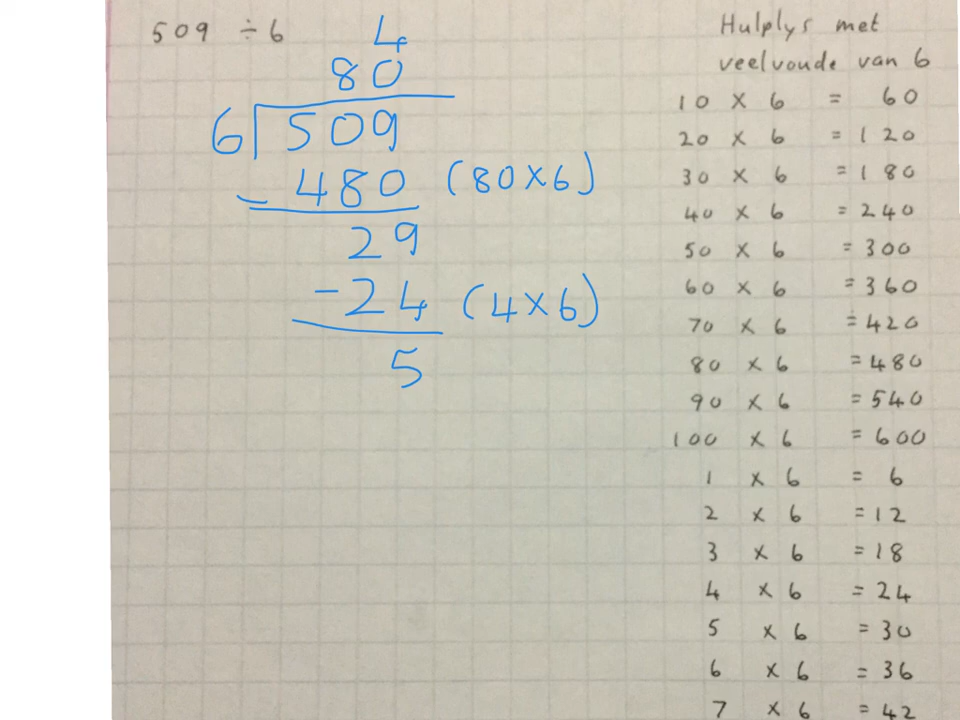 509 ÷ 6
4
80
6 509
- 480 (80×6)
29
- 24 (4×6)
5
Hulplys met
veelvoude van 6
10 × 6 = 60
20 × 6 = 120
30 × 6 = 180
40 × 6 = 240
50 × 6 = 300
60 × 6 = 360
70 × 6 = 420
80 × 6 = 480
90 × 6 = 540
100 × 6 = 600
1 × 6 = 6
2 × 6 = 12
3 × 6 = 18
4 × 6 = 24
5 × 6 = 30
6 × 6 = 36
7 × 6 = 42